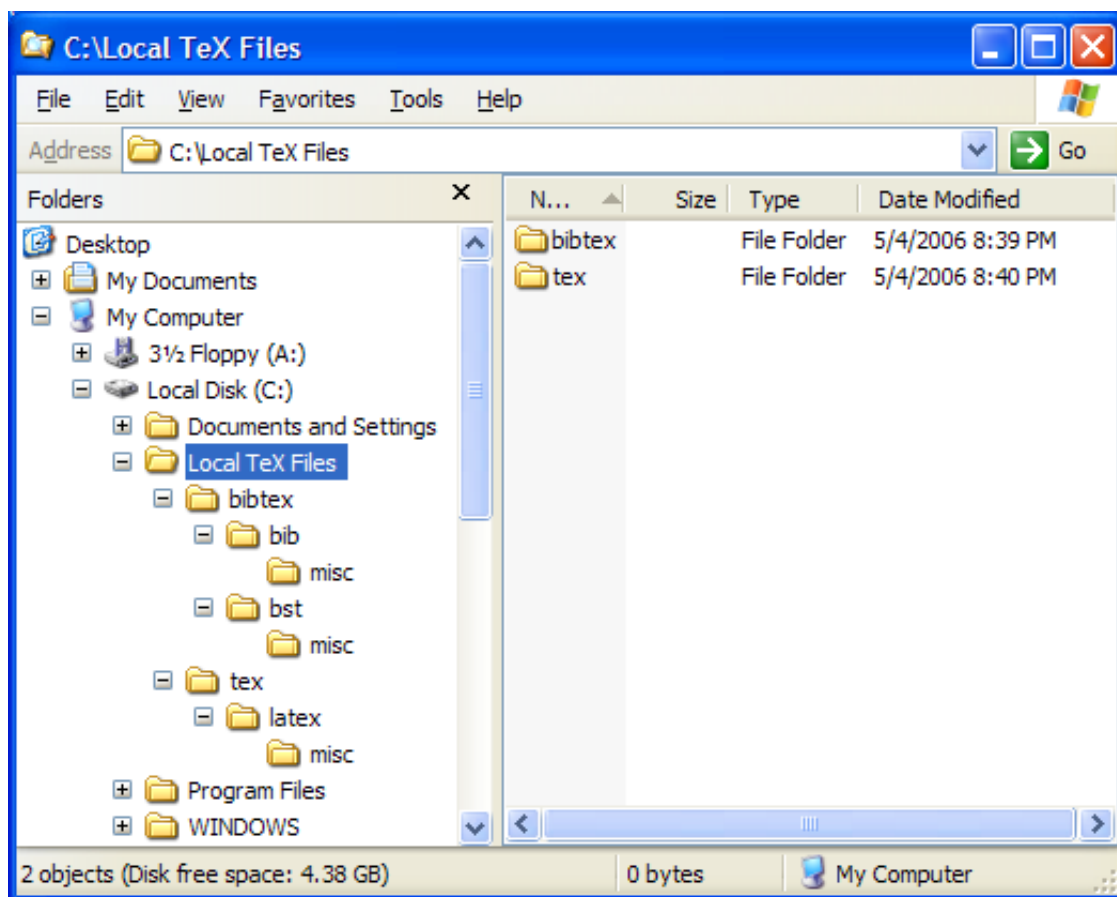 C:\Local TeX Files
File Edit View Favorites Tools Help
Address C:\Local TeX Files Go
Folders
Desktop
My Documents
My Computer
3½ Floppy (A:)
Local Disk (C:)
Documents and Settings
Local TeX Files
bibtex
bib
misc
bst
misc
tex
latex
misc
Program Files
WINDOWS
N... Size Type Date Modified
bibtex File Folder 5/4/2006 8:39 PM
tex File Folder 5/4/2006 8:40 PM
2 objects (Disk free space: 4.38 GB) 0 bytes My Computer